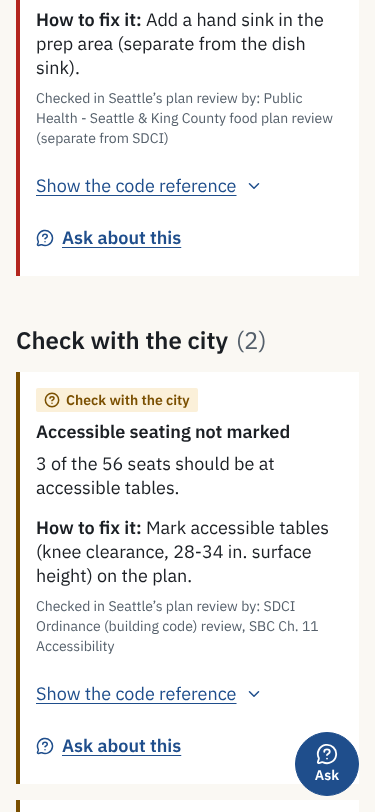 How to fix it: Add a hand sink in the
prep area (separate from the dish
sink).
Checked in Seattle’s plan review by: Public
Health - Seattle & King County food plan review
(separate from SDCI)
Show the code reference
Ask about this
Check with the city (2)
Check with the city
Accessible seating not marked
3 of the 56 seats should be at
accessible tables.
How to fix it: Mark accessible tables
(knee clearance, 28-34 in. surface
height) on the plan.
Checked in Seattle’s plan review by: SDCI
Ordinance (building code) review, SBC Ch. 11
Accessibility
Show the code reference
Ask about this
Ask